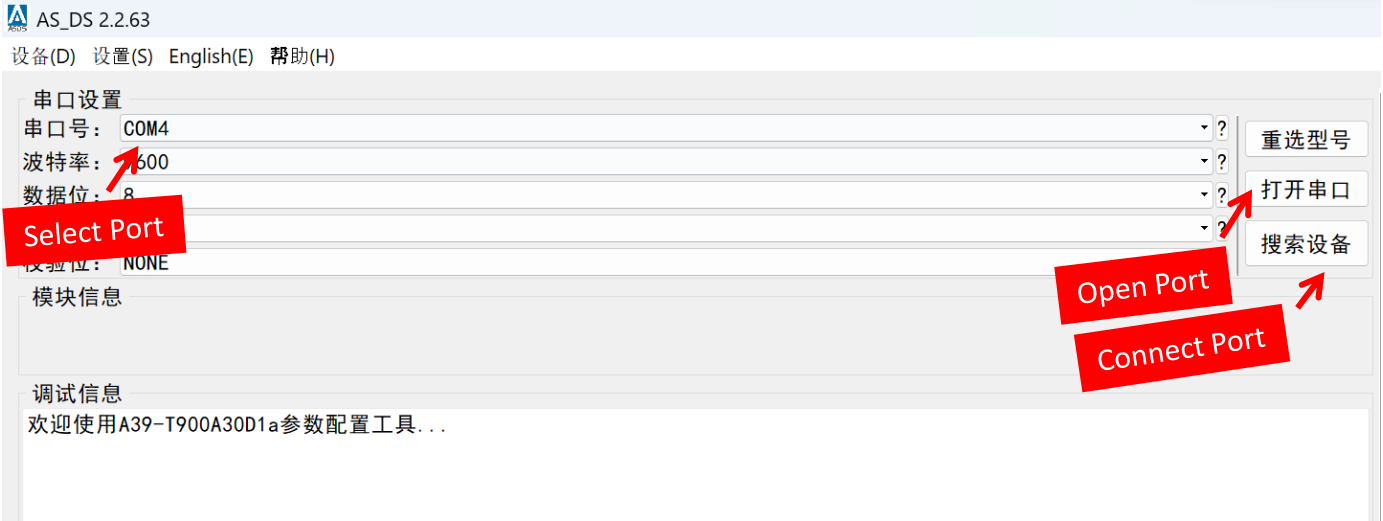 AS_DS 2.2.63
设备(D) 设置(S) English(E) 帮助(H)
串口设置
串口号: COM4 ?
重选型号
波特率: 600 ?
数据位: 8 ?
打开串口
Select Port
?
搜索设备
校验位: NONE
Open Port
模块信息
Connect Port
调试信息
欢迎使用A39-T900A30D1a参数配置工具...